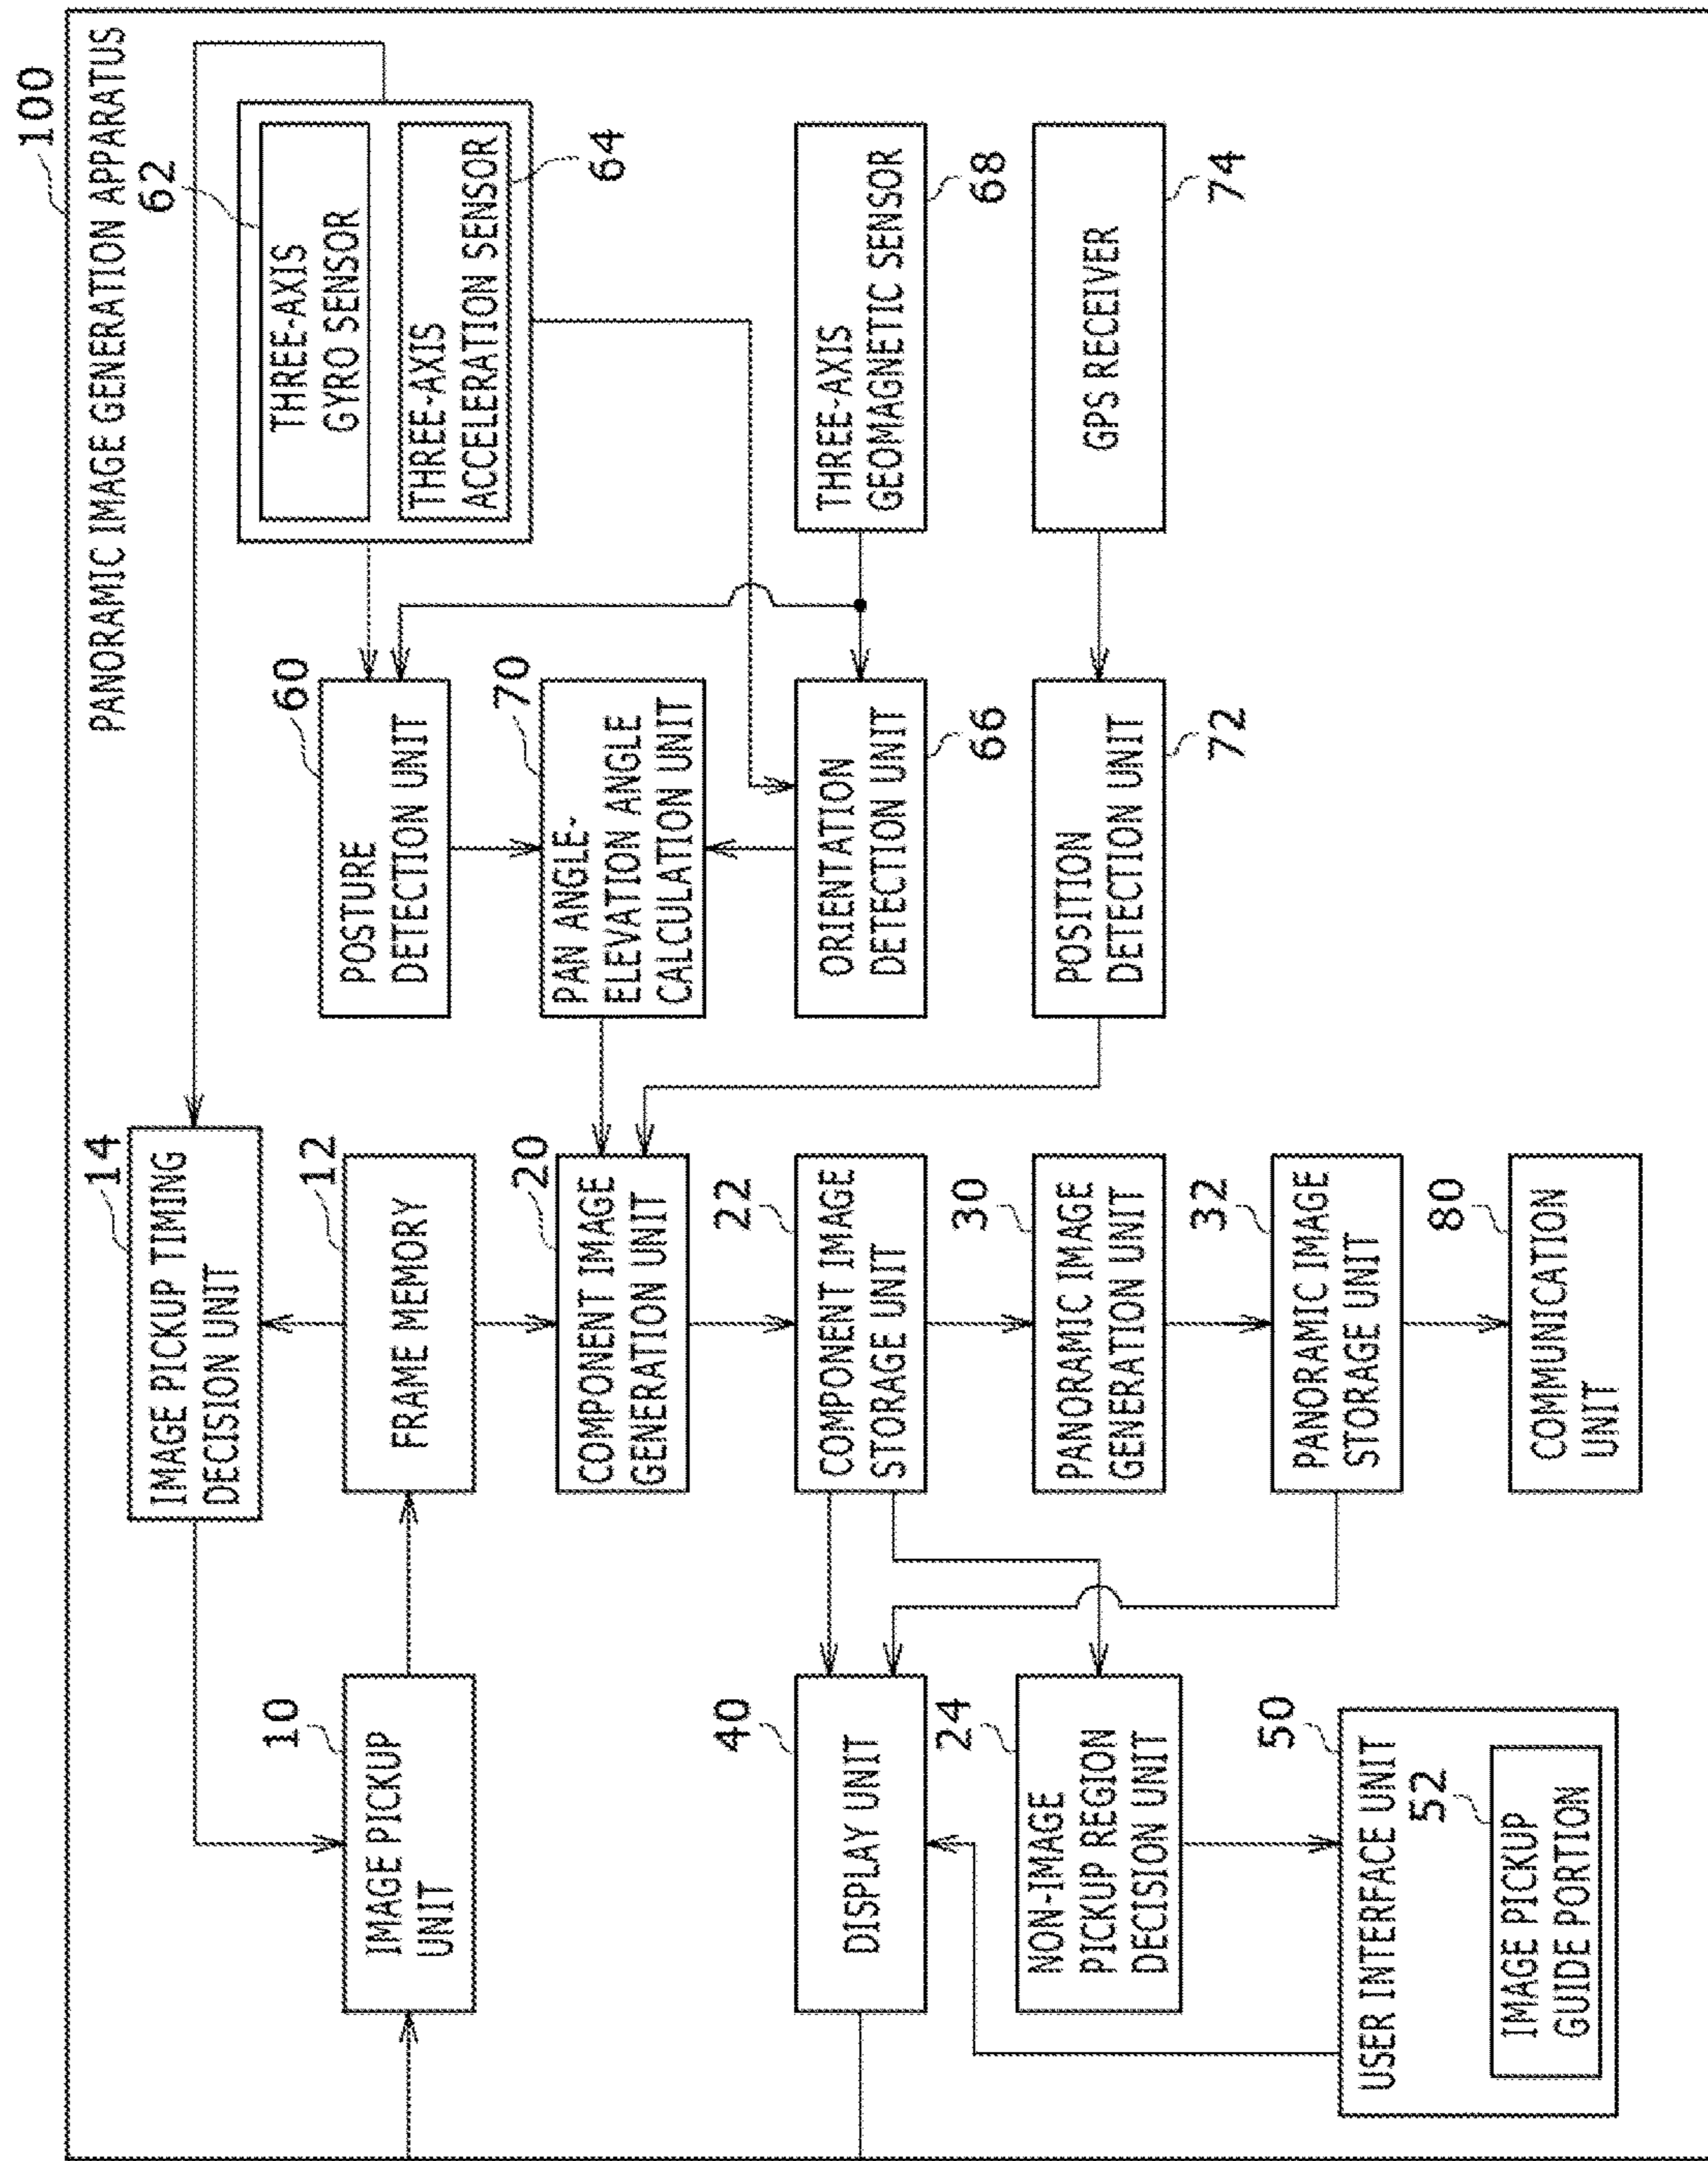 100
PANORAMIC IMAGE GENERATION APPARATUS
14
IMAGE PICKUP TIMING
DECISION UNIT
62
THREE-AXIS
GYRO SENSOR
THREE-AXIS
ACCELERATION SENSOR
64
10
IMAGE PICKUP
UNIT
12
FRAME MEMORY
60
POSTURE
DETECTION UNIT
20
COMPONENT IMAGE
GENERATION UNIT
70
PAN ANGLE-
ELEVATION ANGLE
CALCULATION UNIT
40
DISPLAY UNIT
22
COMPONENT IMAGE
STORAGE UNIT
ORIENTATION
DETECTION UNIT
66
THREE-AXIS
GEOMAGNETIC SENSOR
68
24
NON-IMAGE
PICKUP REGION
DECISION UNIT
30
PANORAMIC IMAGE
GENERATION UNIT
POSITION
DETECTION UNIT
72
GPS RECEIVER
74
50
USER INTERFACE UNIT
52
IMAGE PICKUP
GUIDE PORTION
32
PANORAMIC IMAGE
STORAGE UNIT
80
COMMUNICATION
UNIT